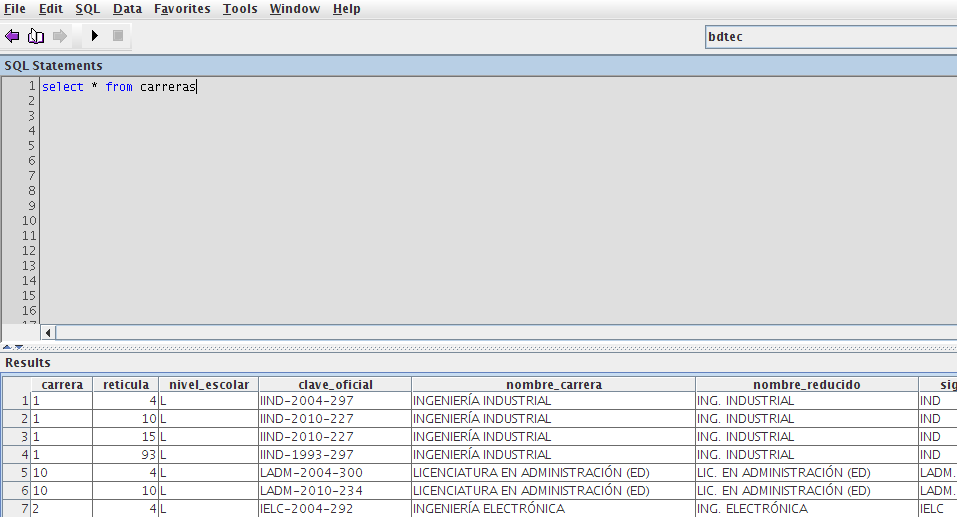 File Edit SQL Data Favorites Tools Window Help
bdtec
SQL Statements
1 select * from carreras
2
3
4
5
6
7
8
9
10
11
12
13
14
15
16
17
Results
carrera reticula nivel_escolar clave_oficial nombre_carrera nombre_reducido sig
1 1 4 L IIND-2004-297 INGENIERÍA INDUSTRIAL ING. INDUSTRIAL IND
2 1 10 L IIND-2010-227 INGENIERÍA INDUSTRIAL ING. INDUSTRIAL IND
3 1 15 L IIND-2010-227 INGENIERÍA INDUSTRIAL ING. INDUSTRIAL IND
4 1 93 L IIND-1993-297 INGENIERÍA INDUSTRIAL ING. INDUSTRIAL IND
5 10 4 L LADM-2004-300 LICENCIATURA EN ADMINISTRACIÓN (ED) LIC. EN ADMINISTRACIÓN (ED) LADM.
6 10 10 L LADM-2010-234 LICENCIATURA EN ADMINISTRACIÓN (ED) LIC. EN ADMINISTRACIÓN (ED) LADM.
7 2 4 L IELC-2004-292 INGENIERÍA ELECTRÓNICA ING. ELECTRÓNICA IELC